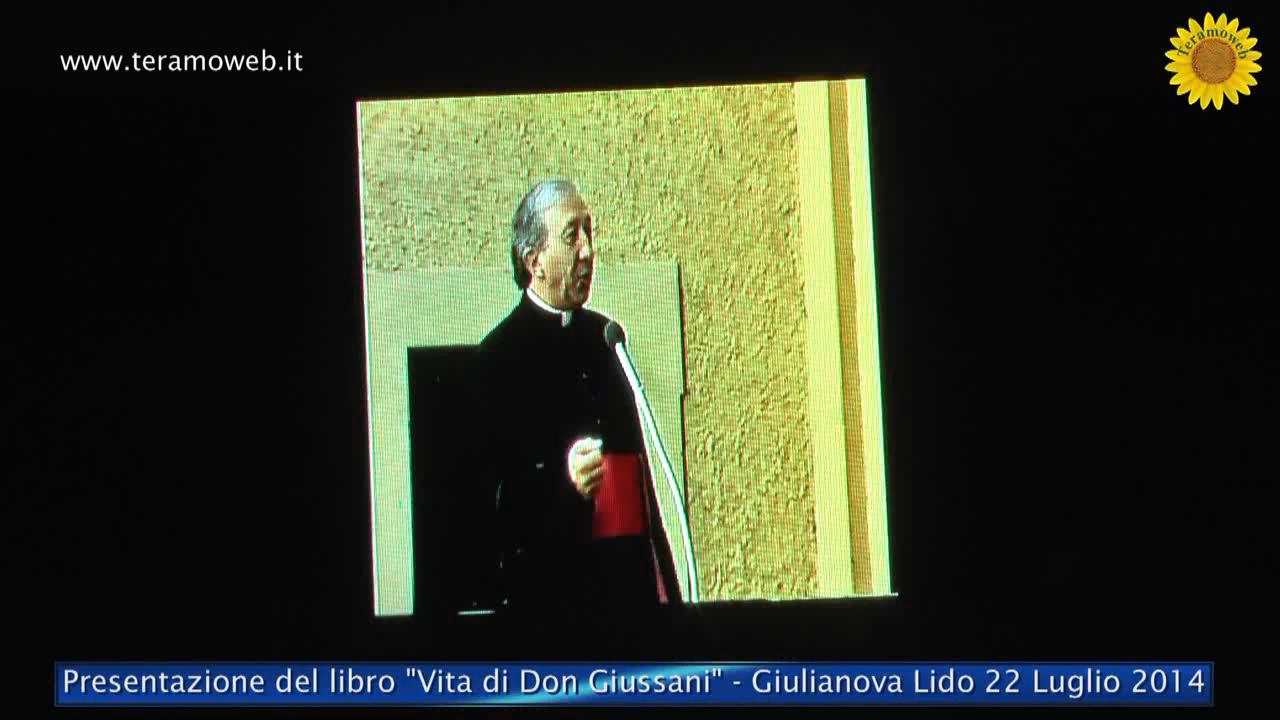 www.teramoweb.it
Teramoweb
Presentazione del libro "Vita di Don Giussani" - Giulianova Lido 22 Luglio 2014